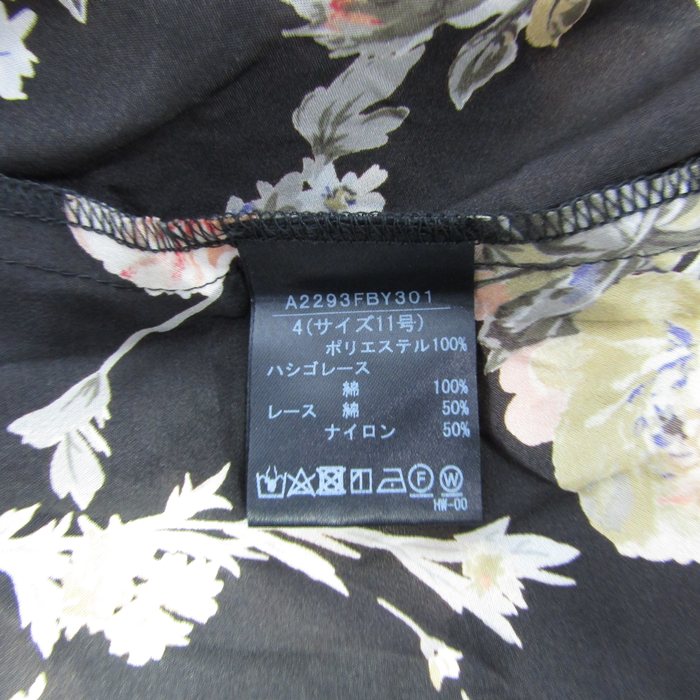 A2293FBY301
4(サイズ11号)
ポリエステル100%
ハシゴレース
綿 100%
レース 綿 50%
ナイロン 50%
F W
HW-00